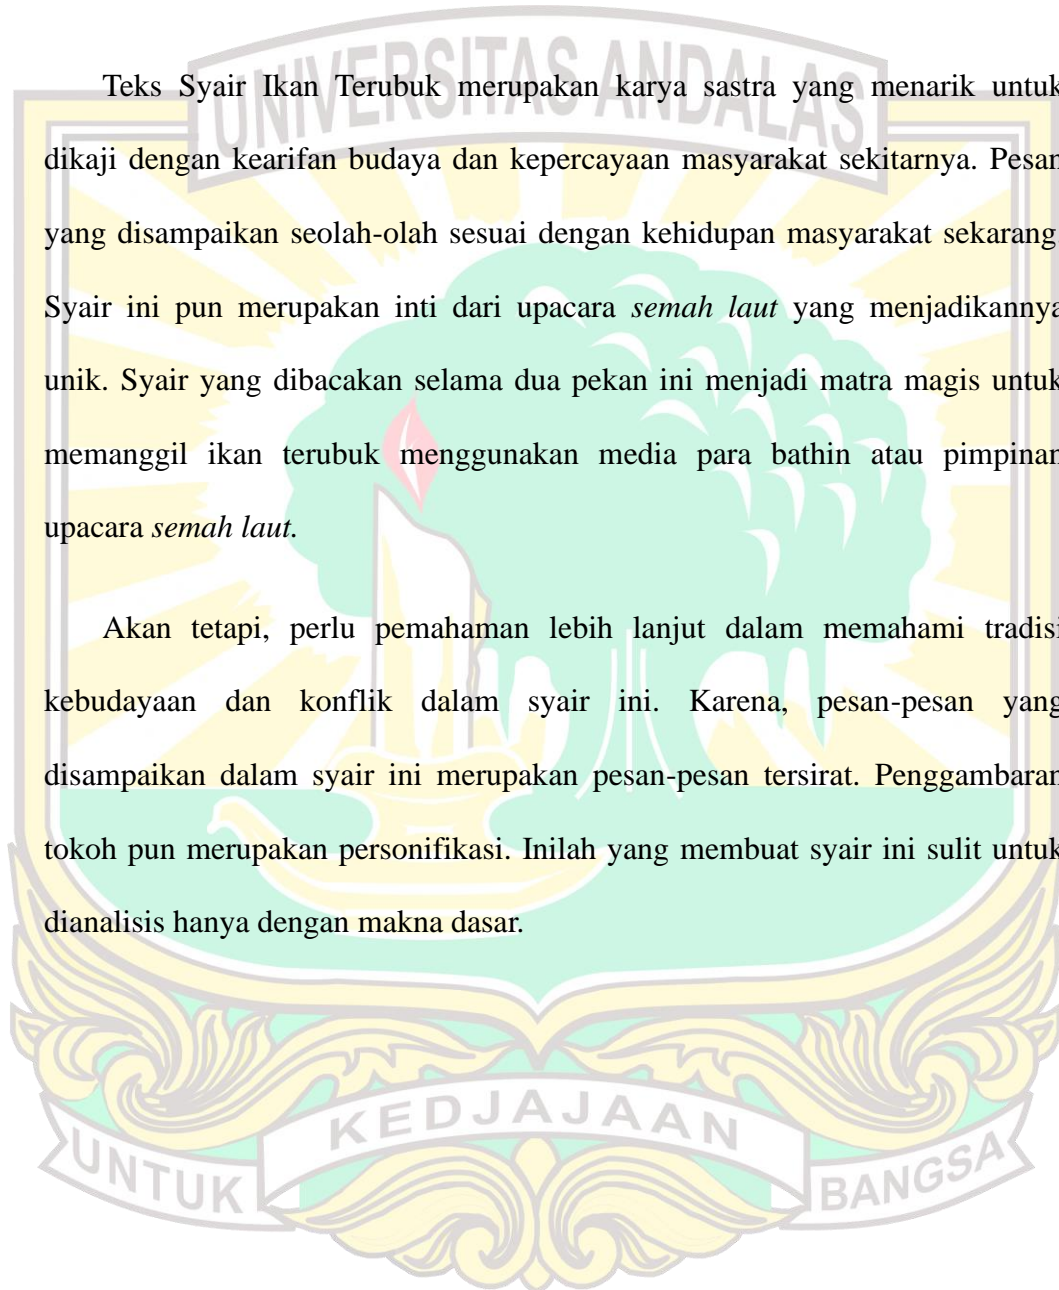 UNIVERSITAS ANDALAS
Teks Syair Ikan Terubuk merupakan karya sastra yang menarik untuk
dikaji dengan kearifan budaya dan kepercayaan masyarakat sekitarnya. Pesan
yang disampaikan seolah-olah sesuai dengan kehidupan masyarakat sekarang
Syair ini pun merupakan inti dari upacara semah laut yang menjadikannya
unik. Syair yang dibacakan selama dua pekan ini menjadi matra magis untuk
memanggil ikan terubuk menggunakan media para bathin atau pimpinan
upacara semah laut.
Akan tetapi, perlu pemahaman lebih lanjut dalam memahami tradisi
kebudayaan dan konflik dalam syair ini. Karena, pesan-pesan yang
disampaikan dalam syair ini merupakan pesan-pesan tersirat. Penggambaran
tokoh pun merupakan personifikasi. Inilah yang membuat syair ini sulit untuk
dianalisis hanya dengan makna dasar.
UNTUK KEDJAJAAN BANGSA